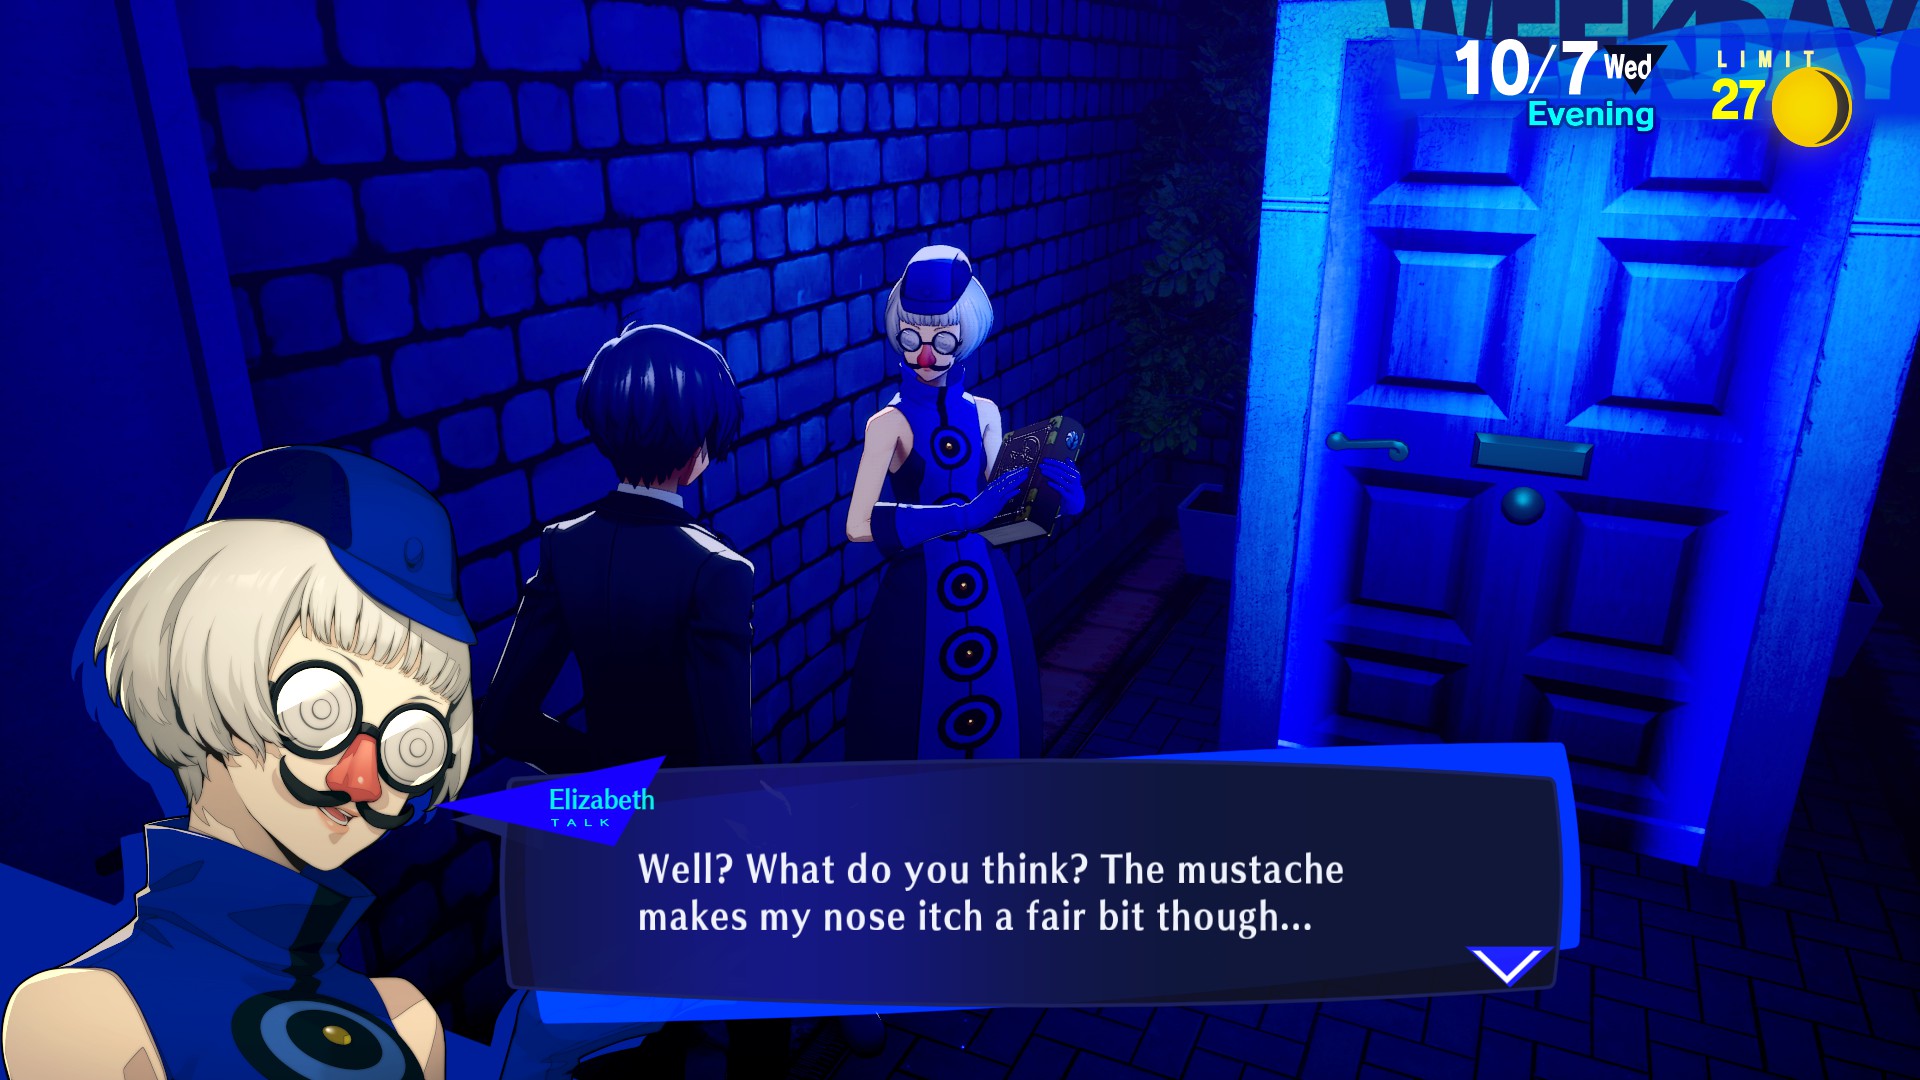 WEEKDAY
10/7 Wed
Evening
LIMIT
27
Elizabeth
TALK
Well? What do you think? The mustache
makes my nose itch a fair bit though...